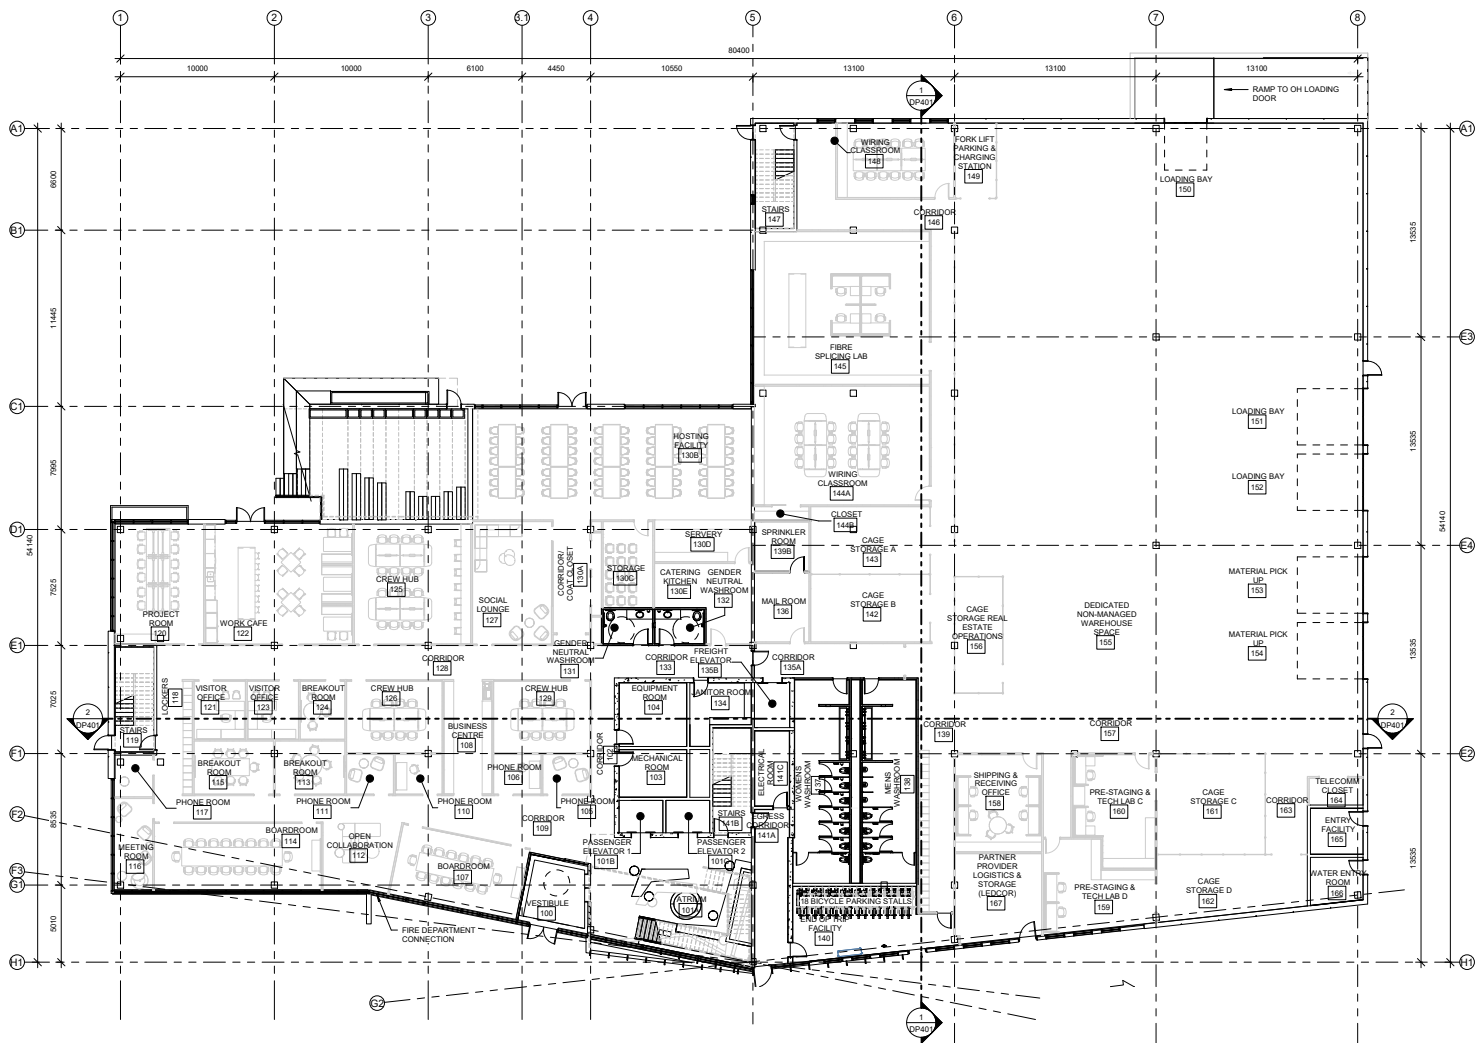 1
2
3
3.1
4
5
6
7
8
80400
10000
10000
6100
4450
10550
13100
13100
13100
1
DP401
RAMP TO OH LOADING
DOOR
A1
A1
B1
E3
C1
D1
E4
E1
F1
E2
F2
F3
G1
H1
H1
G2
54140
6600
11445
7995
7525
7025
8535
5010
13535
13535
13535
13535
54140
WIRING
CLASSROOM
148
FORK LIFT
PARKING &
CHARGING
STATION
149
LOADING BAY
150
STAIRS
147
CORRIDOR
146
FIBRE
SPLICING LAB
145
LOADING BAY
151
HOSTING
FACILITY
130B
WIRING
CLASSROOM
144A
LOADING BAY
152
CLOSET
144B
SPRINKLER
ROOM
139B
CAGE
STORAGE A
143
SERVERY
130D
CORRIDOR/
COAT CLOSET
130A
STORAGE
130C
CATERING
KITCHEN
130E
GENDER
NEUTRAL
WASHROOM
132
MAIL ROOM
136
CAGE
STORAGE B
142
CAGE
STORAGE REAL
ESTATE
OPERATIONS
156
DEDICATED
NON-MANAGED
WAREHOUSE
SPACE
155
MATERIAL PICK
UP
153
MATERIAL PICK
UP
154
PROJECT
ROOM
120
WORK CAFE
122
CREW HUB
125
SOCIAL
LOUNGE
127
GENDER
NEUTRAL
WASHROOM
131
CORRIDOR
128
CORRIDOR
133
FREIGHT
ELEVATOR
135B
CORRIDOR
135A
LOCKERS
118
VISITOR
OFFICE
121
VISITOR
OFFICE
123
BREAKOUT
ROOM
124
CREW HUB
126
CREW HUB
129
EQUIPMENT
ROOM
104
JANITOR ROOM
134
2
DP401
STAIRS
119
BUSINESS
CENTRE
108
CORRIDOR
102
CORRIDOR
139
CORRIDOR
157
2
DP401
BREAKOUT
ROOM
115
BREAKOUT
ROOM
113
PHONE ROOM
106
MECHANICAL
ROOM
103
ELECTRICAL
ROOM
141C
WOMENS
WASHROOM
137
MENS
WASHROOM
138
SHIPPING &
RECEIVING
OFFICE
158
PRE-STAGING &
TECH LAB C
160
CAGE
STORAGE C
161
CORRIDOR
163
TELECOMM
CLOSET
164
PHONE ROOM
117
PHONE ROOM
111
PHONE ROOM
110
PHONE ROOM
105
CORRIDOR
109
STAIRS
141B
EGRESS
CORRIDOR
141A
ENTRY
FACILITY
165
MEETING
ROOM
116
BOARDROOM
114
OPEN
COLLABORATION
112
BOARDROOM
107
PASSENGER
ELEVATOR 1
101B
PASSENGER
ELEVATOR 2
101C
PARTNER
PROVIDER
LOGISTICS &
STORAGE
(LEDCOR)
167
PRE-STAGING &
TECH LAB D
159
CAGE
STORAGE D
162
WATER ENTRY
ROOM
166
VESTIBULE
100
ATRIUM
101A
18 BICYCLE PARKING STALLS
END OF TRIP
FACILITY
140
FIRE DEPARTMENT
CONNECTION
1
DP401